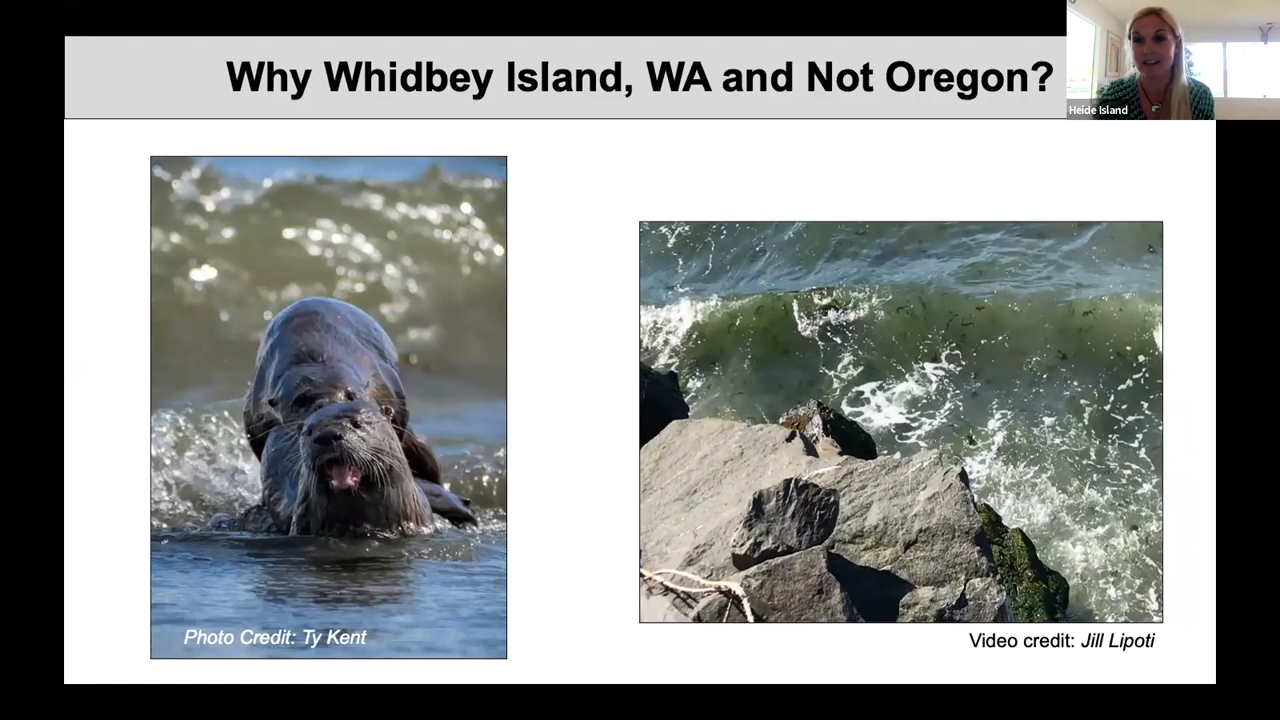 Why Whidbey Island, WA and Not Oregon?
Heide Island
Photo Credit: Ty Kent
Video credit: Jill Lipoti